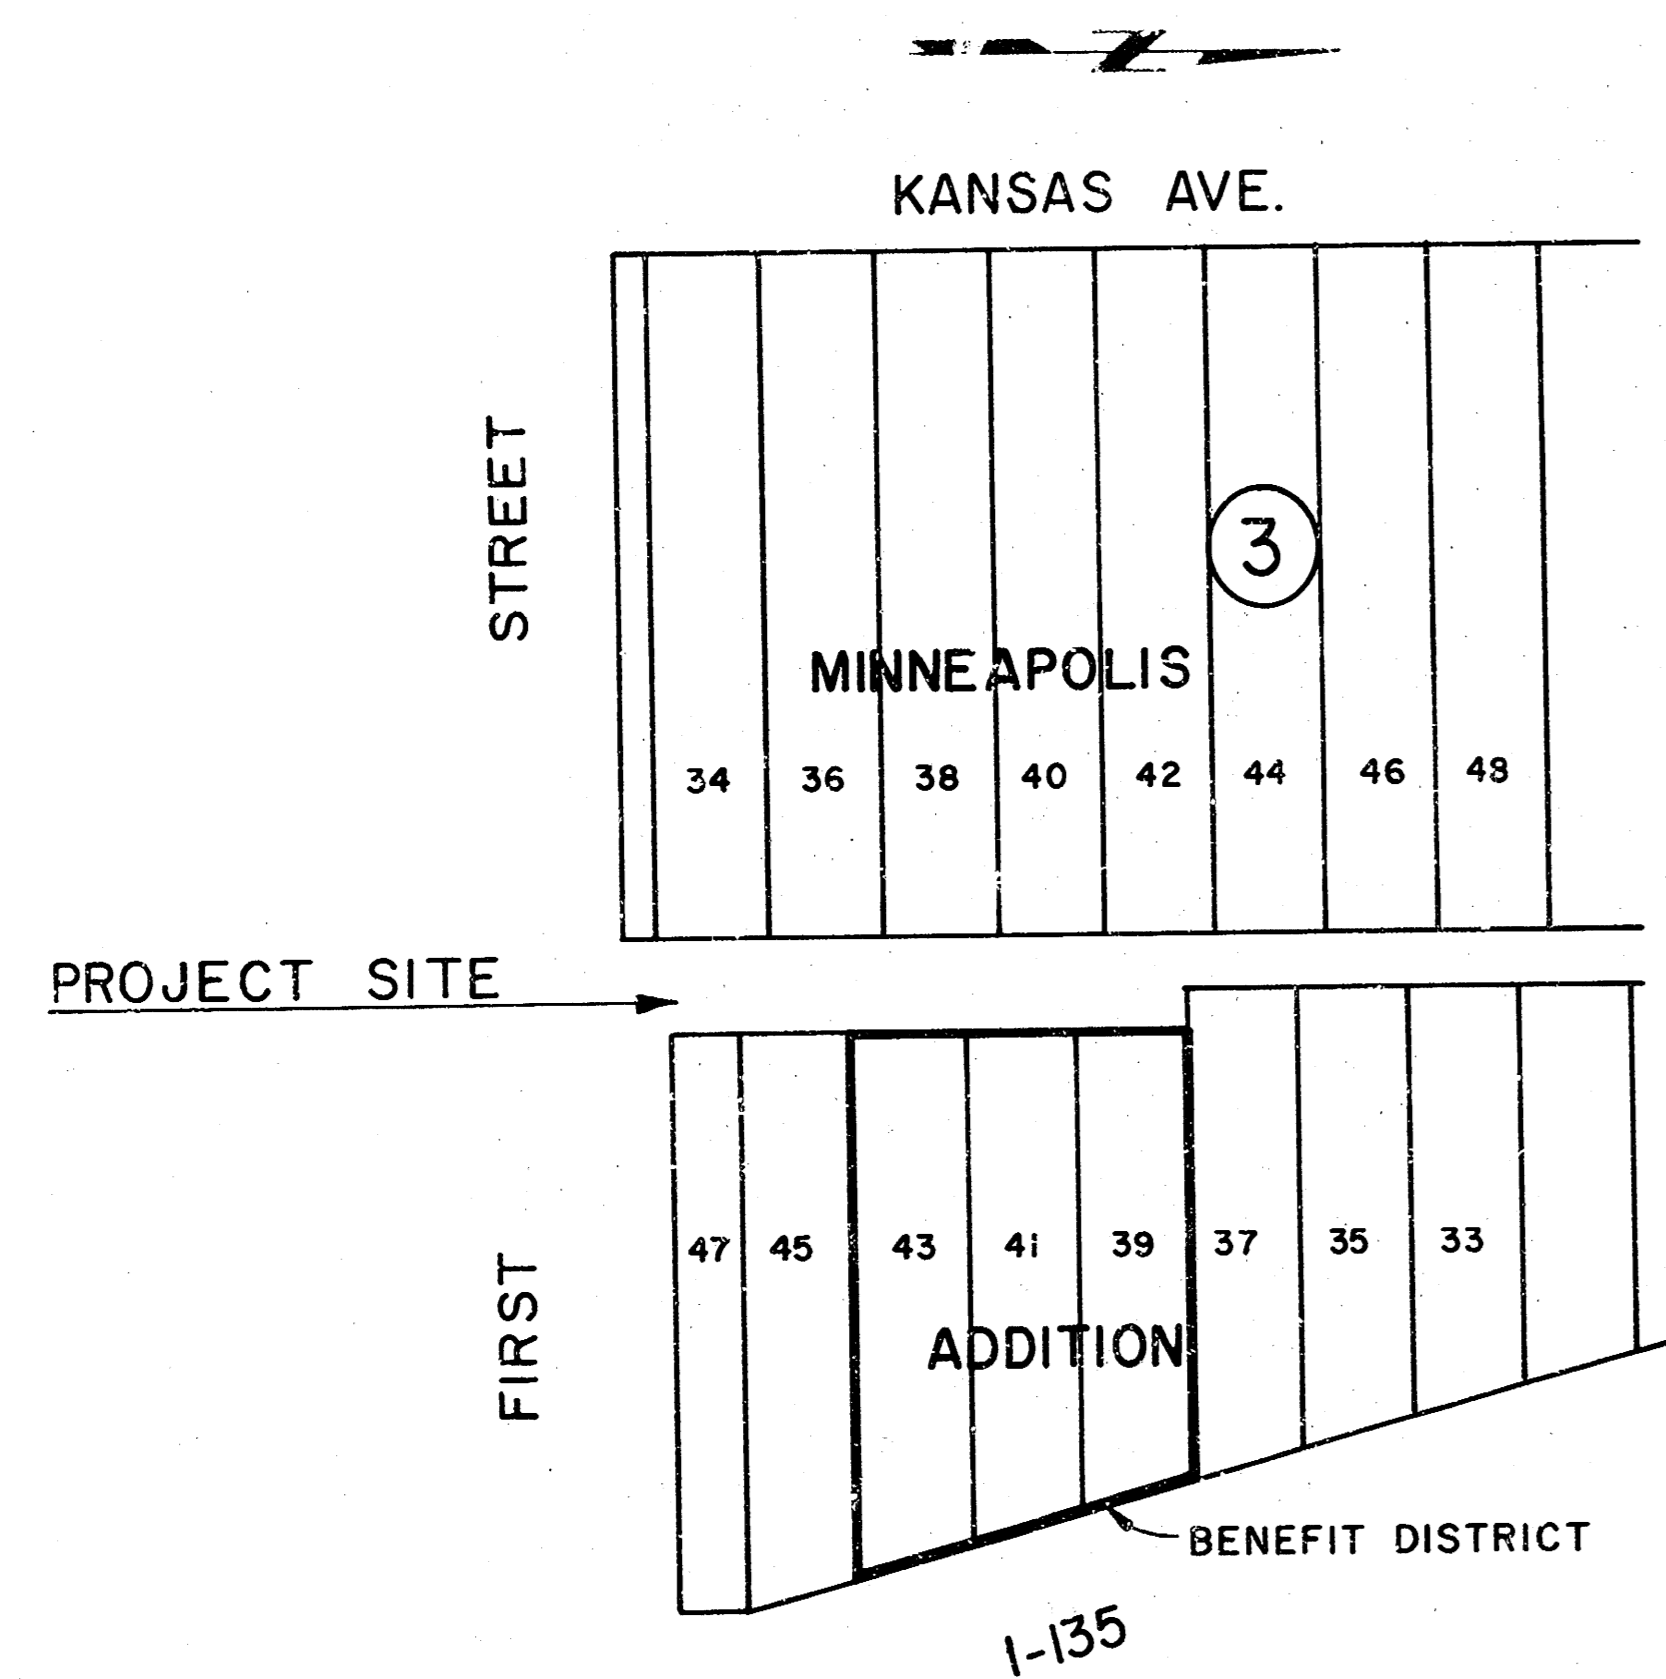 N
KANSAS AVE.
STREET
3
MINNEAPOLIS
34 36 38 40 42 44 46 48
PROJECT SITE
47 45 43 41 39 37 35 33
FIRST
ADDITION
BENEFIT DISTRICT
I-135